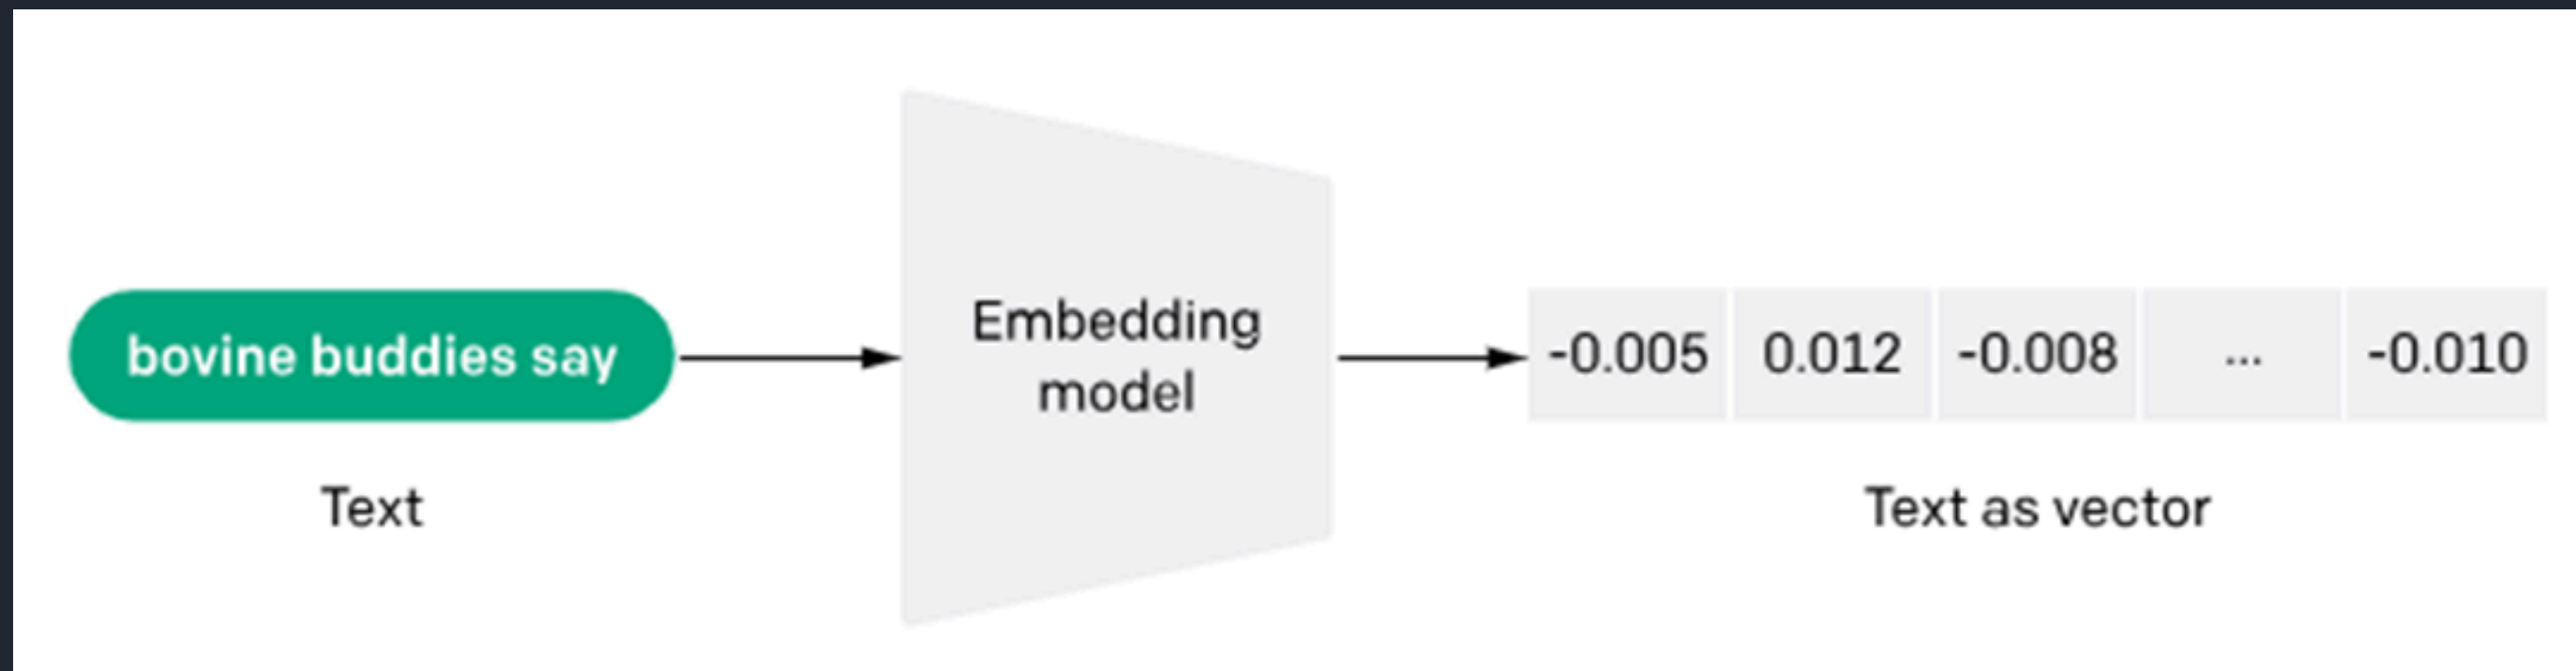 bovine buddies say
Embedding
model
-0.005 0.012 -0.008 ... -0.010
Text
Text as vector